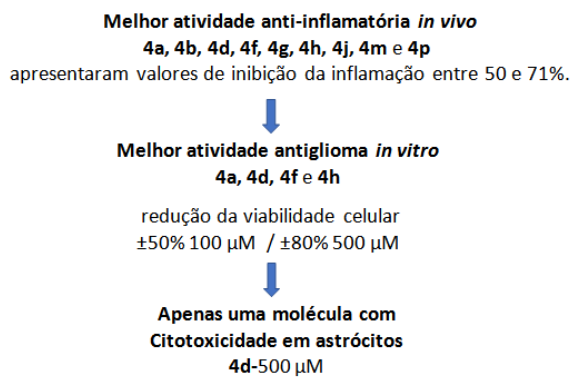 Melhor atividade anti-inflamatória in vivo
4a, 4b, 4d, 4f, 4g, 4h, 4j, 4m e 4p
apresentaram valores de inibição da inflamação entre 50 e 71%.
Melhor atividade antiglioma in vitro
4a, 4d, 4f e 4h
redução da viabilidade celular
±50% 100 µM / ±80% 500 µM
Apenas uma molécula com
Citotoxicidade em astrócitos
4d-500 µM